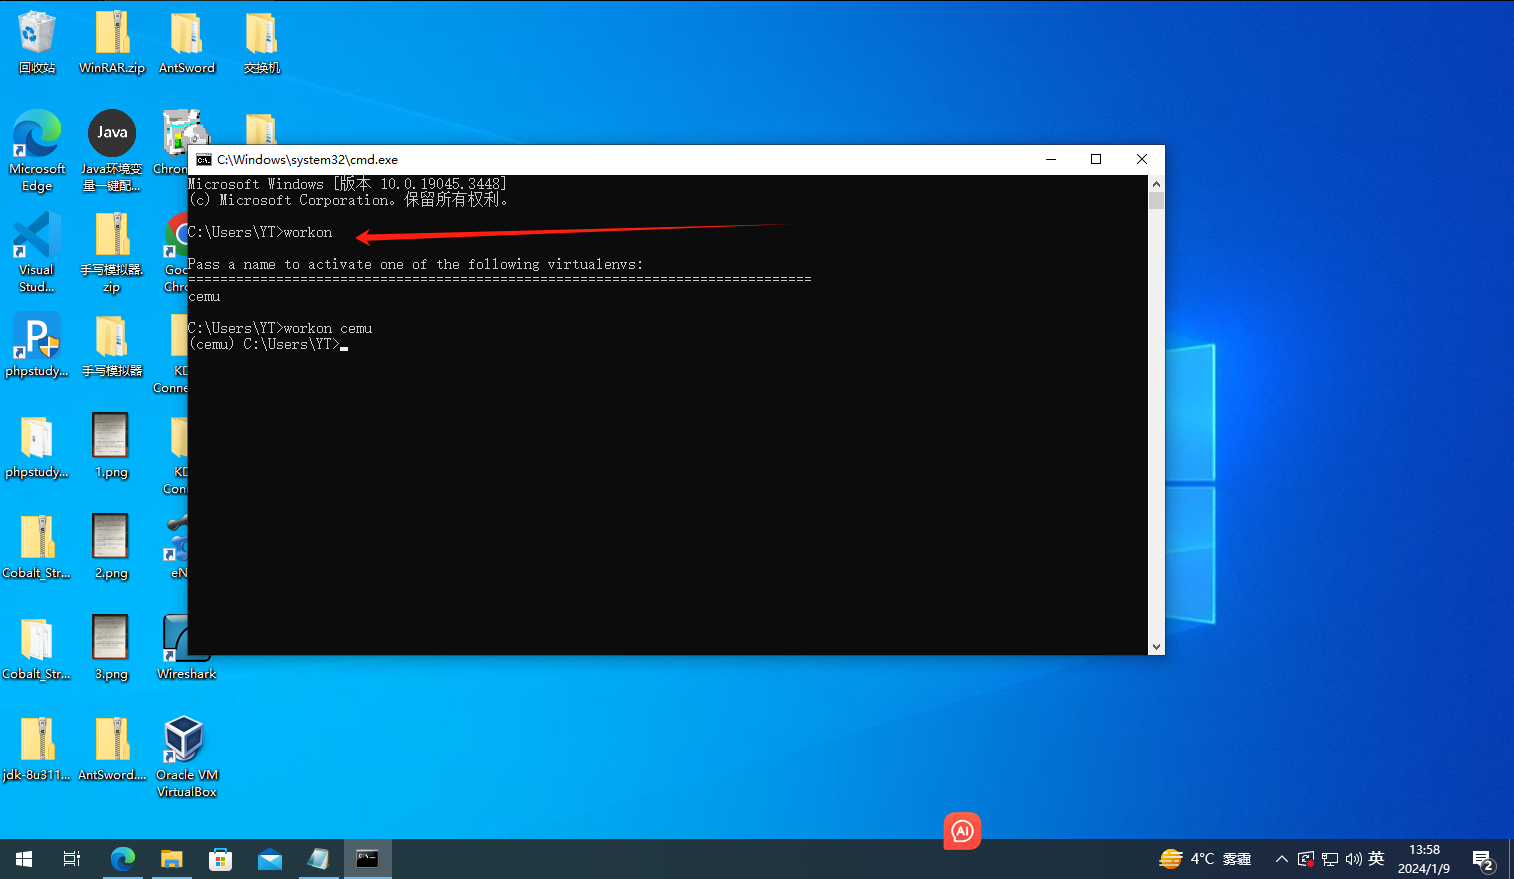 回收站
WinRAR.zip
AntSword
交换机
Microsoft
Edge
Java
Java环境变
量一键配...
Chrom
Visual
Stud...
手写模拟器.
zip
Goo
Chro
phpstudy...
手写模拟器
KD
Conne
phpstudy...
1.png
KD
Conn
Cobalt_Str...
2.png
eN
Cobalt_Str...
3.png
Wireshark
jdk-8u311...
AntSword....
Oracle VM
VirtualBox
C:\Windows\system32\cmd.exe
Microsoft Windows [版本 10.0.19045.3448]
(c) Microsoft Corporation。保留所有权利。
C:\Users\YT>workon
Pass a name to activate one of the following virtualenvs:
==============================================================================
cemu
C:\Users\YT>workon cemu
(cemu) C:\Users\YT>
AI
4°C 雾霾
英
13:58
2024/1/9
2